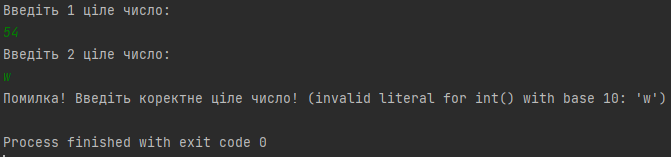 Введіть 1 ціле число:
54
Введіть 2 ціле число:
w
Помилка! Введіть коректне ціле число! (invalid literal for int() with base 10: 'w')
Process finished with exit code 0